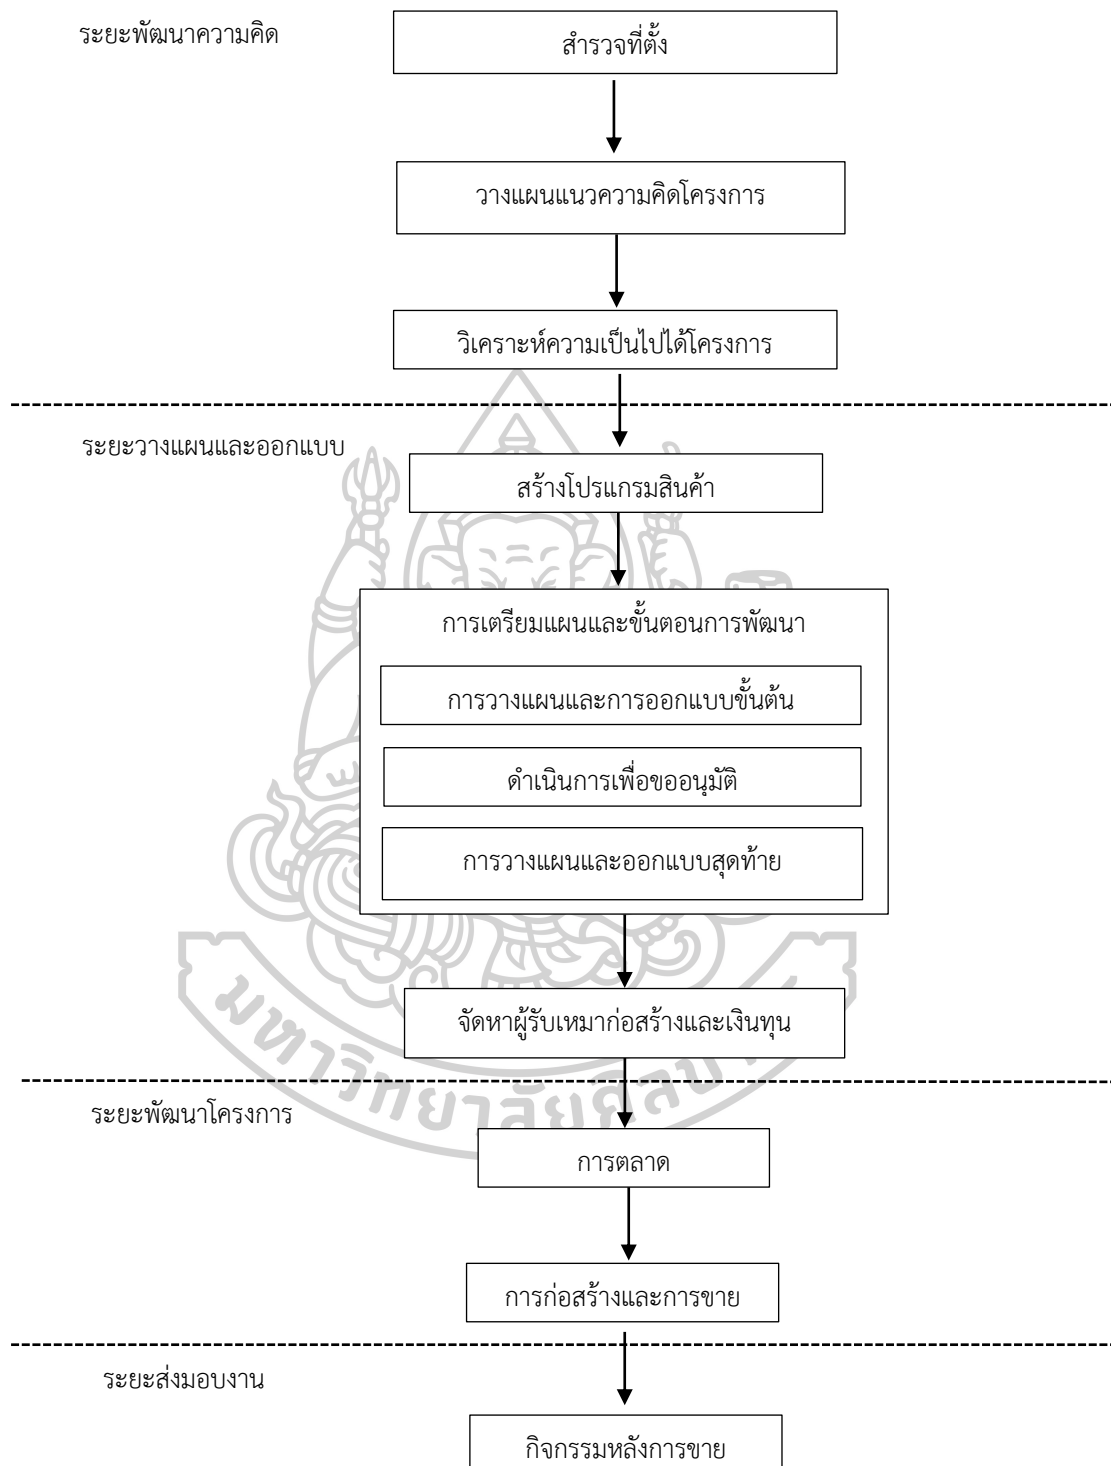 ระยะพัฒนาความคิด
สำรวจที่ตั้ง
วางแผนแนวความคิดโครงการ
วิเคราะห์ความเป็นไปได้โครงการ
ระยะวางแผนและออกแบบ
สร้างโปรแกรมสินค้า
การเตรียมแผนและขั้นตอนการพัฒนา
การวางแผนและการออกแบบขั้นต้น
ดำเนินการเพื่อขออนุมัติ
การวางแผนและออกแบบสุดท้าย
จัดหาผู้รับเหมาก่อสร้างและเงินทุน
มหาวิทยาลัยศิลปากร
ระยะพัฒนาโครงการ
การตลาด
การก่อสร้างและการขาย
ระยะส่งมอบงาน
กิจกรรมหลังการขาย